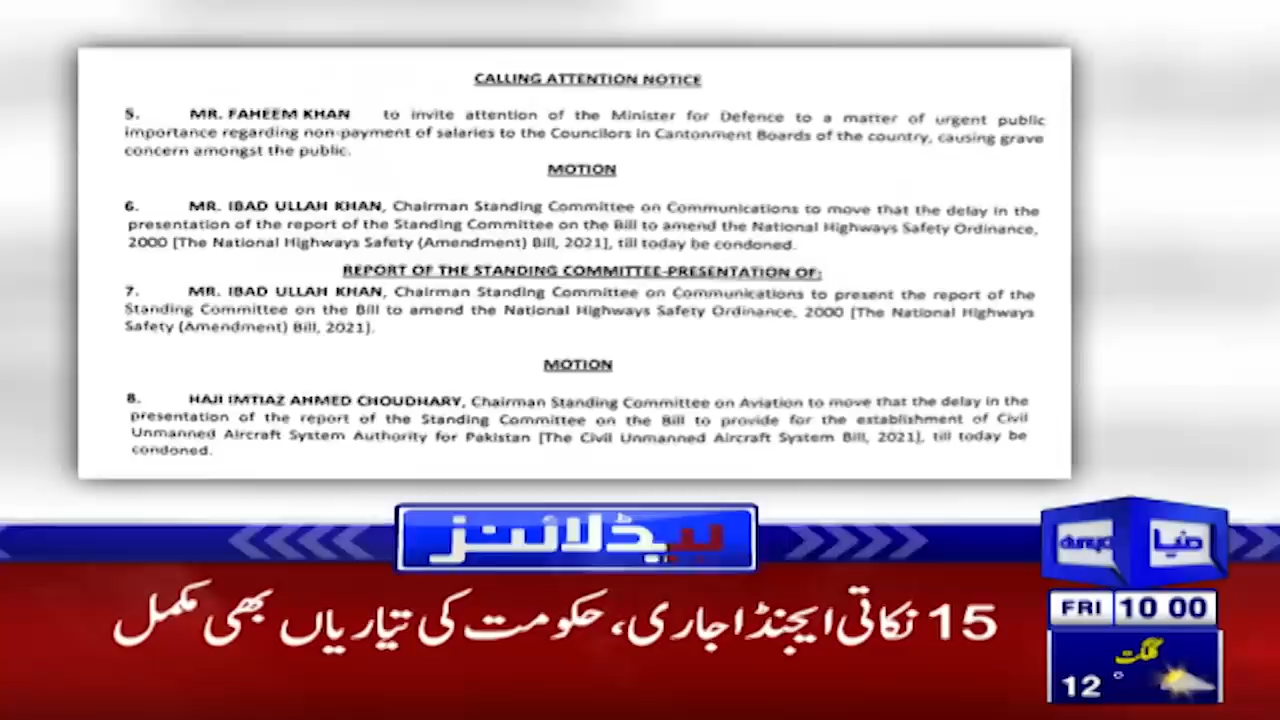 CALLING ATTENTION NOTICE
5. MR. FAHEEM KHAN to invite attention of the Minister for Defence to a matter of urgent public
importance regarding non-payment of salaries to the Councilors in Cantonment Boards of the country, causing grave
concern amongst the public.
MOTION
6. MR. IBAD ULLAH KHAN, Chairman Standing Committee on Communications to move that the delay in the
presentation of the report of the Standing Committee on the Bill to amend the National Highways Safety Ordinance,
2000 [The National Highways Safety (Amendment) Bill, 2021], till today be condoned.
REPORT OF THE STANDING COMMITTEE-PRESENTATION OF:
7. MR. IBAD ULLAH KHAN, Chairman Standing Committee on Communications to present the report of the
Standing Committee on the Bill to amend the National Highways Safety Ordinance, 2000 [The National Highways
Safety (Amendment) Bill, 2021].
MOTION
8. HAJI IMTIAZ AHMED CHOUDHARY, Chairman Standing Committee on Aviation to move that the delay in the
presentation of the report of the Standing Committee on the Bill to provide for the establishment of Civil
Unmanned Aircraft System Authority for Pakistan [The Civil Unmanned Aircraft System Bill, 2021], till today be
condoned.
ہیڈلائنز
dunya دنیا
15 نکاتی ایجنڈا جاری، حکومت کی تیاریاں بھی مکمل
FRI 10 00
گلگت
12°